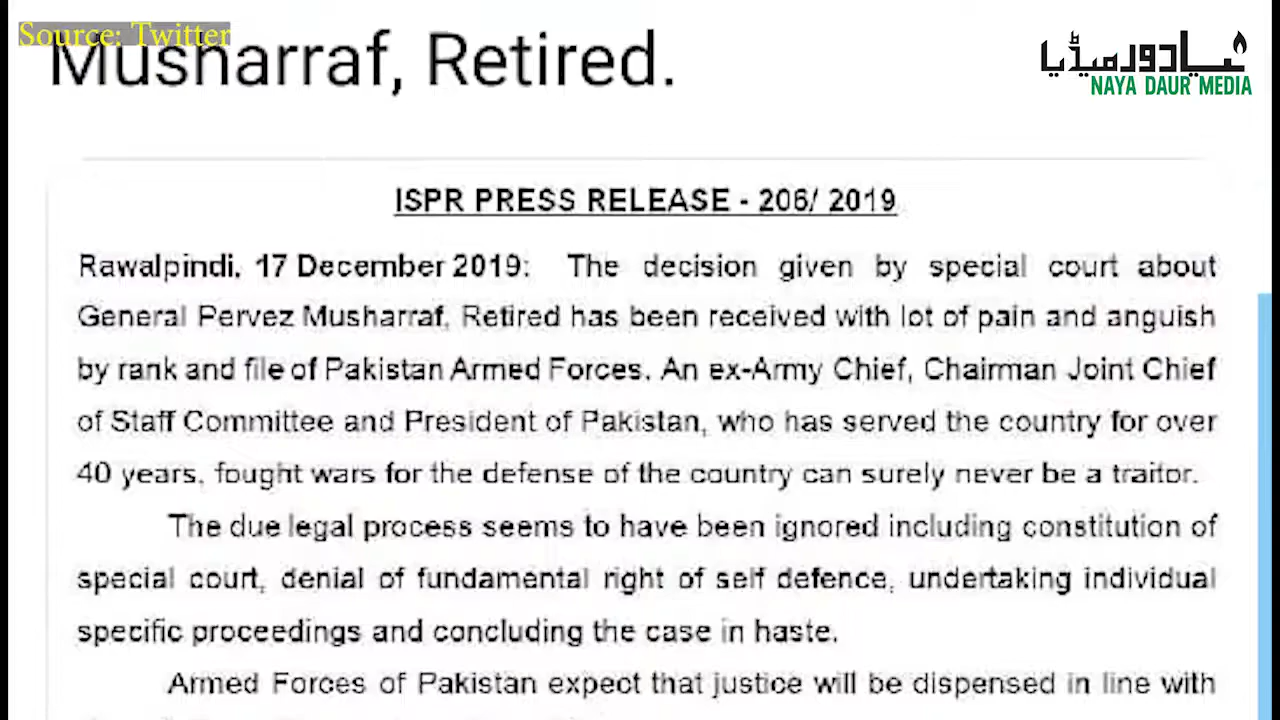 Source: Twitter
Musharraf, Retired.
نیا دور میڈیا
NAYA DAUR MEDIA
ISPR PRESS RELEASE - 206/ 2019
Rawalpindi, 17 December 2019: The decision given by special court about
General Pervez Musharraf, Retired has been received with lot of pain and anguish
by rank and file of Pakistan Armed Forces. An ex-Army Chief, Chairman Joint Chief
of Staff Committee and President of Pakistan, who has served the country for over
40 years, fought wars for the defense of the country can surely never be a traitor.
The due legal process seems to have been ignored including constitution of
special court, denial of fundamental right of self defence, undertaking individual
specific proceedings and concluding the case in haste.
Armed Forces of Pakistan expect that justice will be dispensed in line with